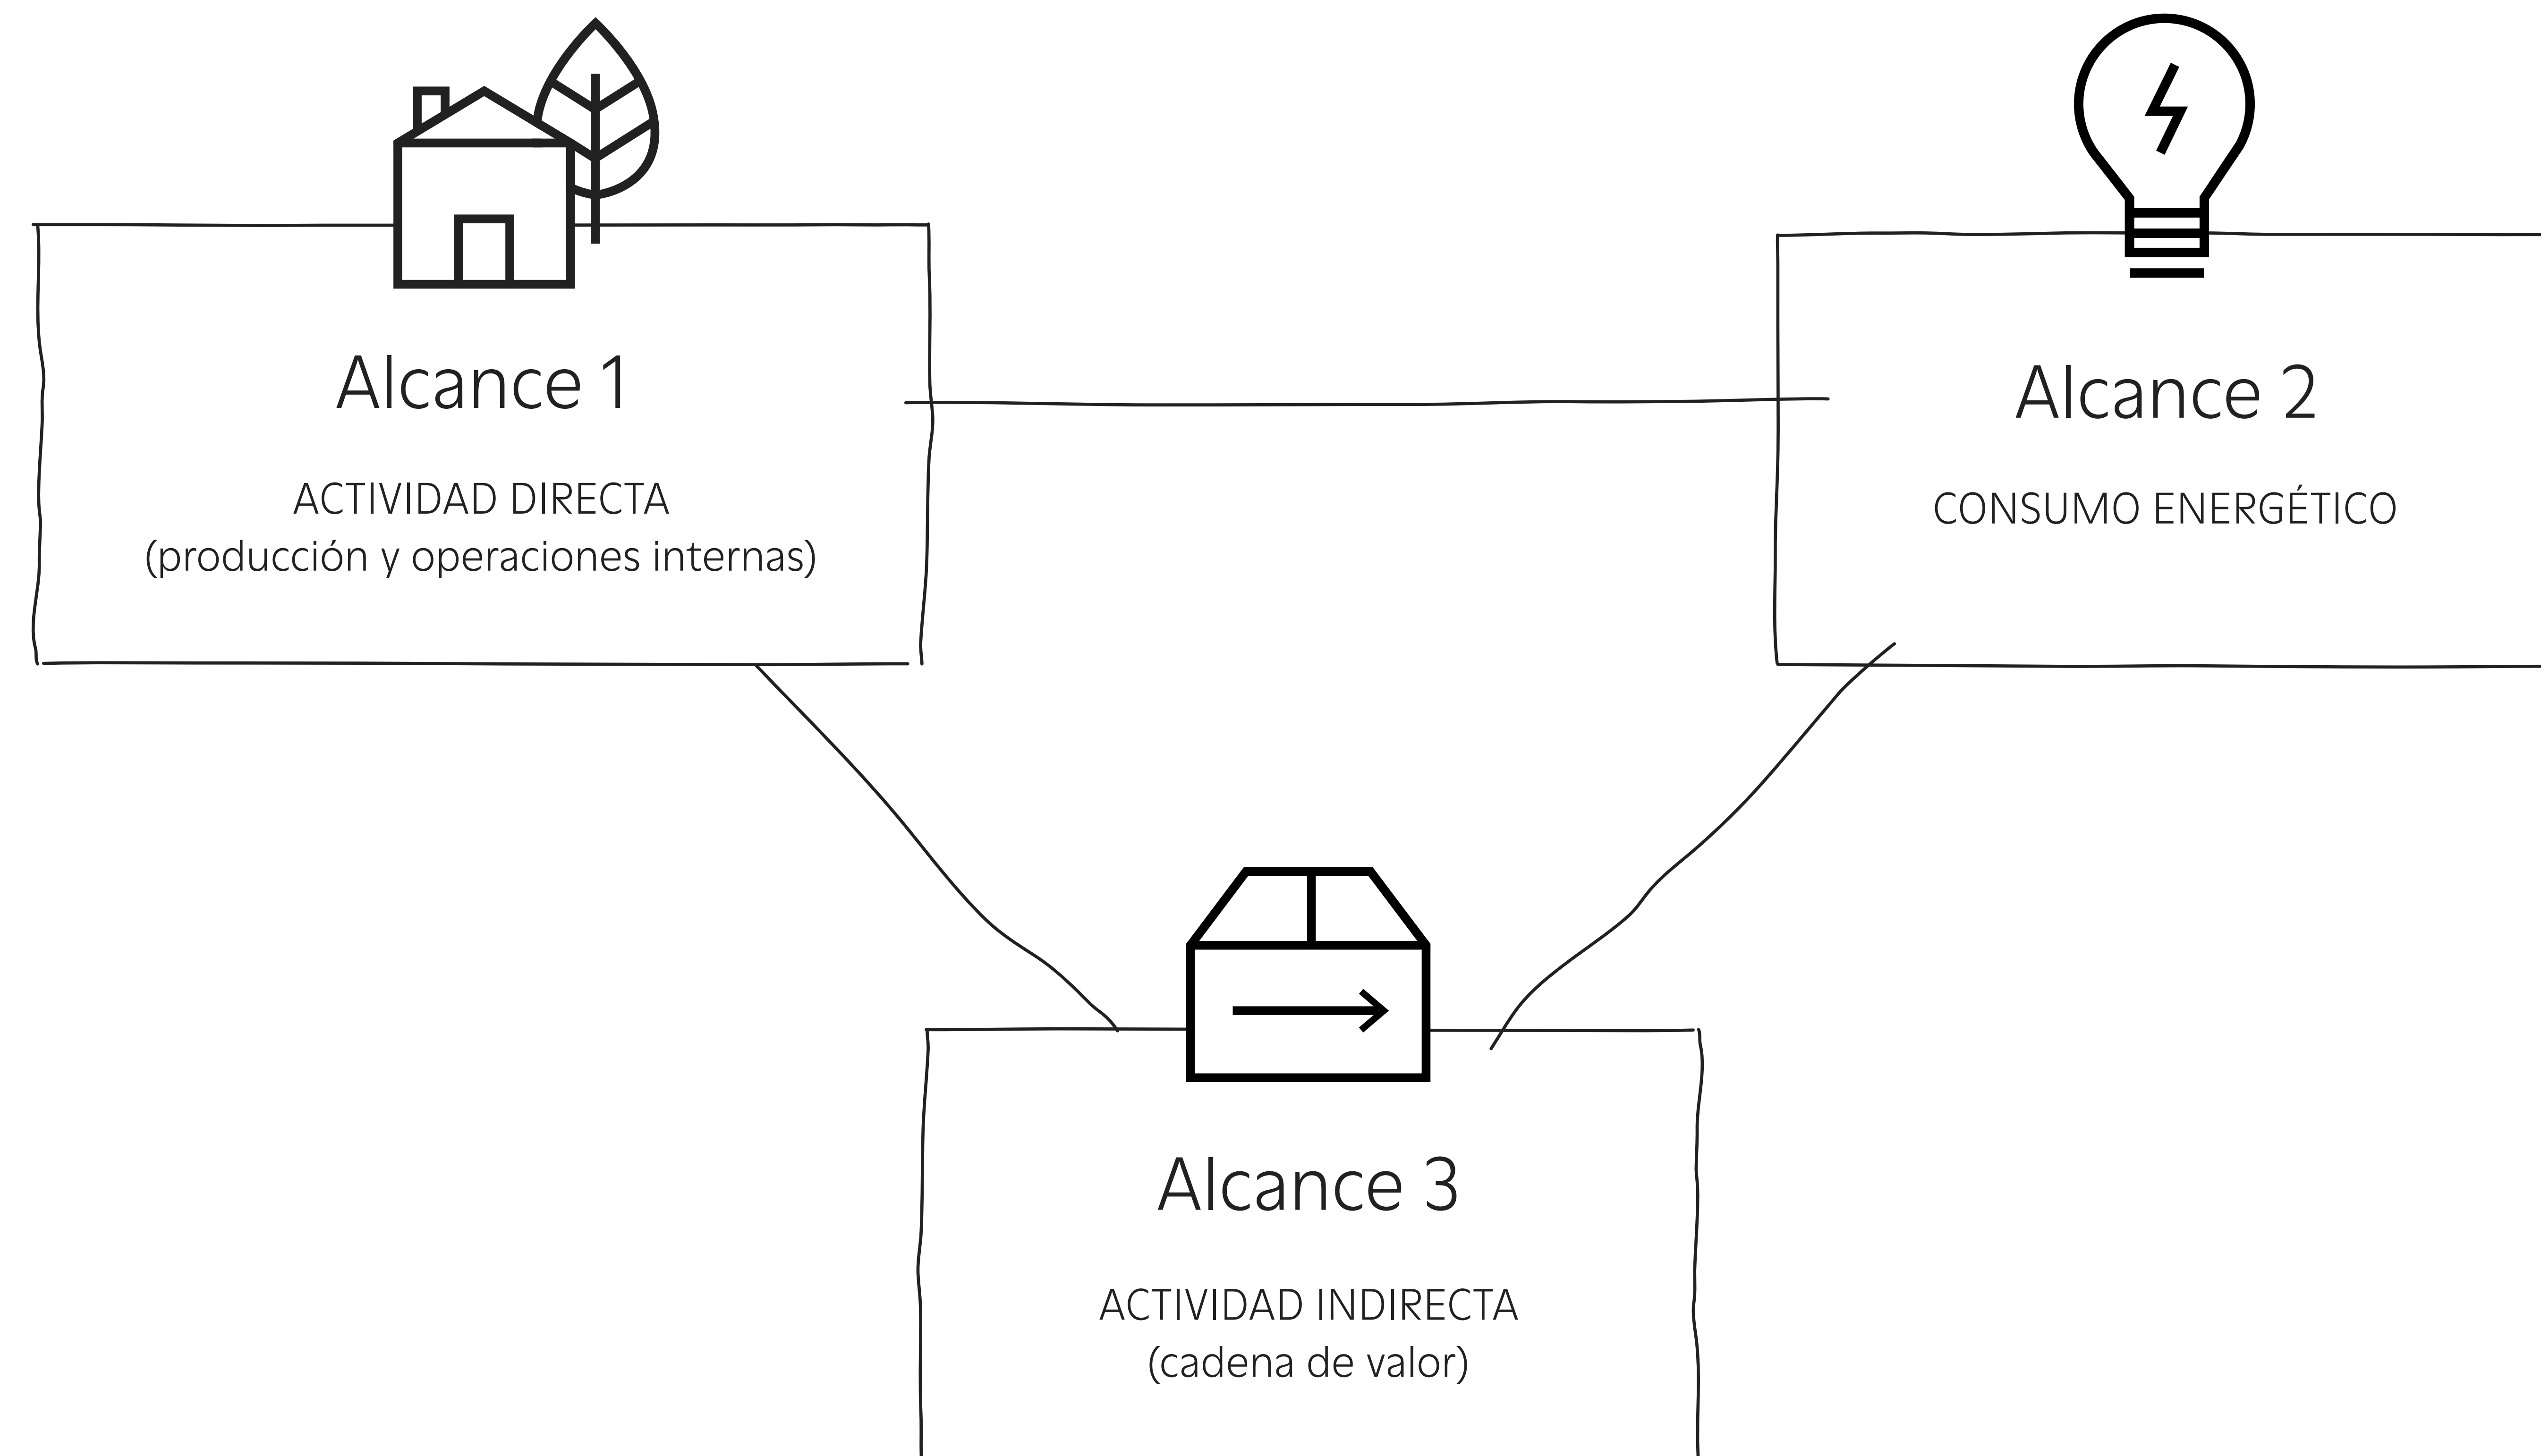 Alcance 1
ACTIVIDAD DIRECTA
(producción y operaciones internas)
Alcance 2
CONSUMO ENERGÉTICO
Alcance 3
ACTIVIDAD INDIRECTA
(cadena de valor)